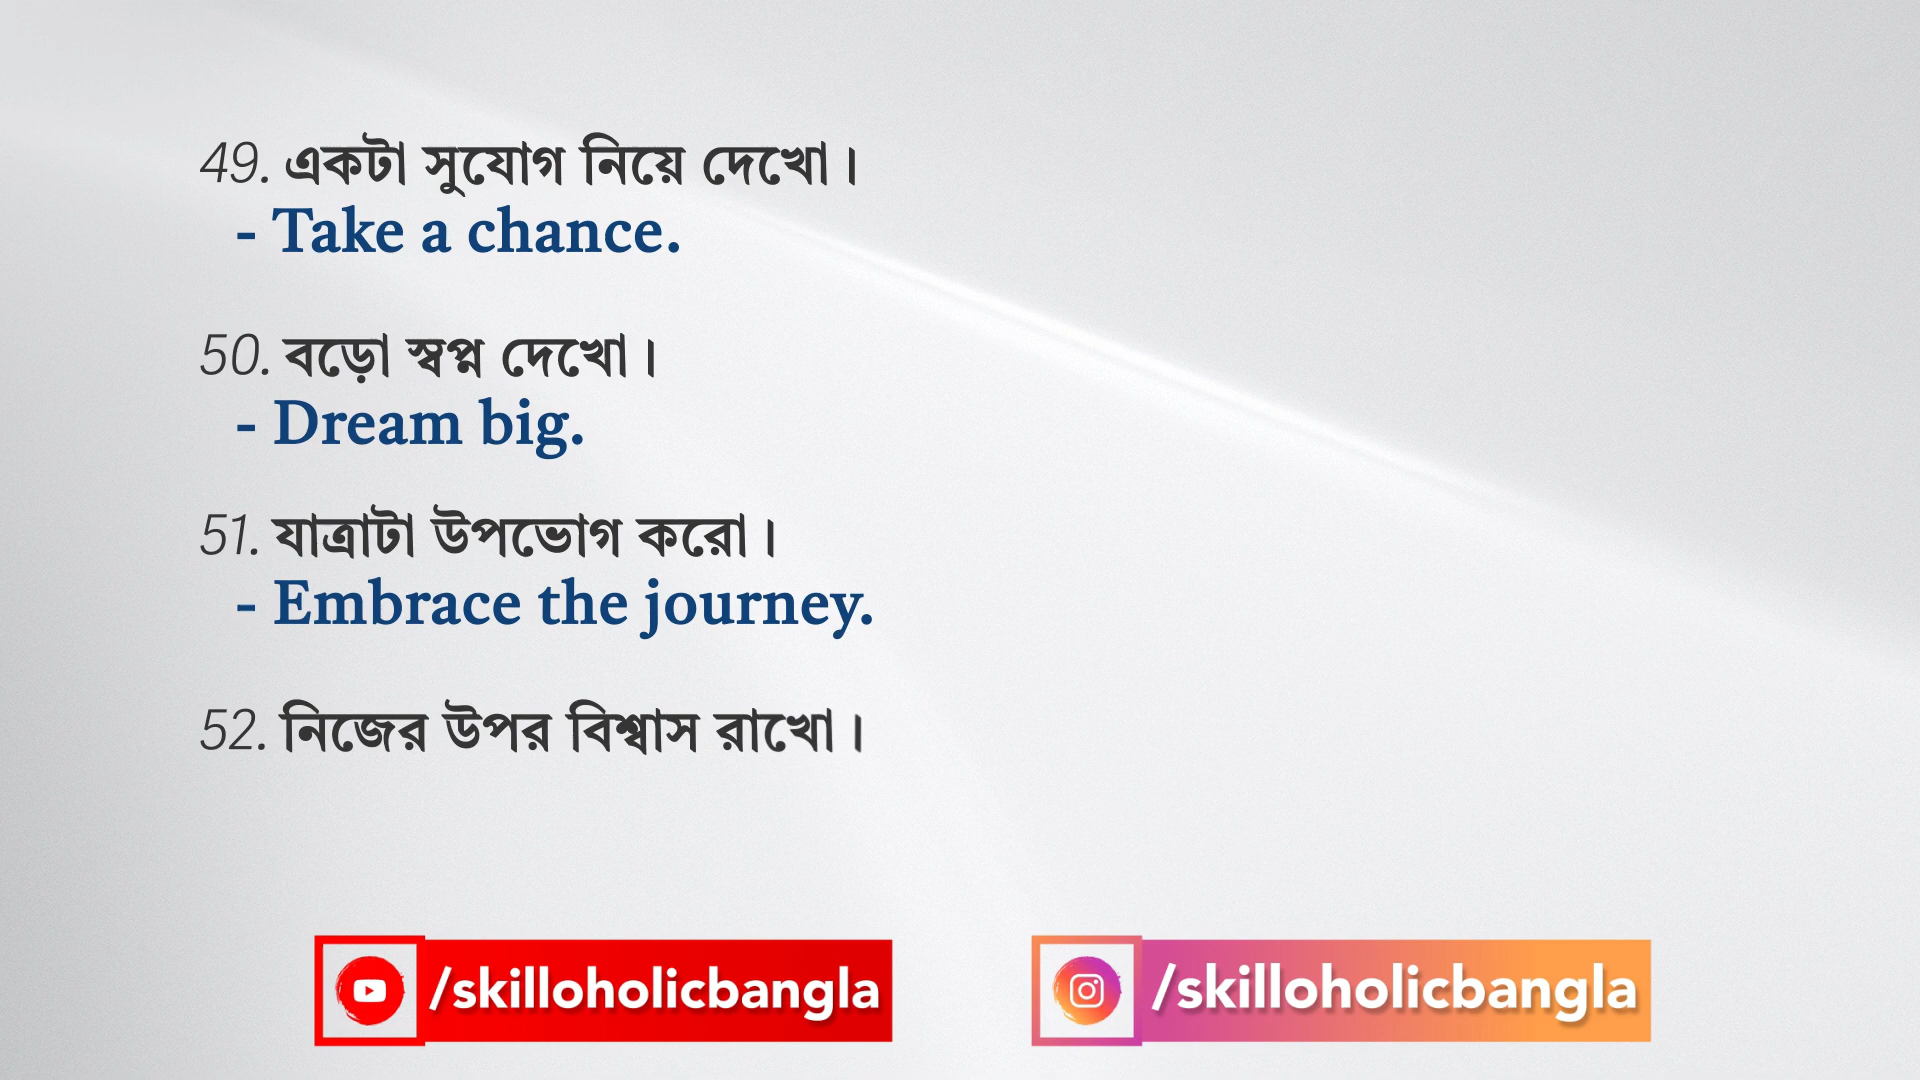 49. একটা সুযোগ নিয়ে দেখো।
- Take a chance.
50. বড়ো স্বপ্ন দেখো।
- Dream big.
51. যাত্রাটা উপভোগ করো।
- Embrace the journey.
52. নিজের উপর বিশ্বাস রাখো।
/skilloholicbangla
/skilloholicbangla